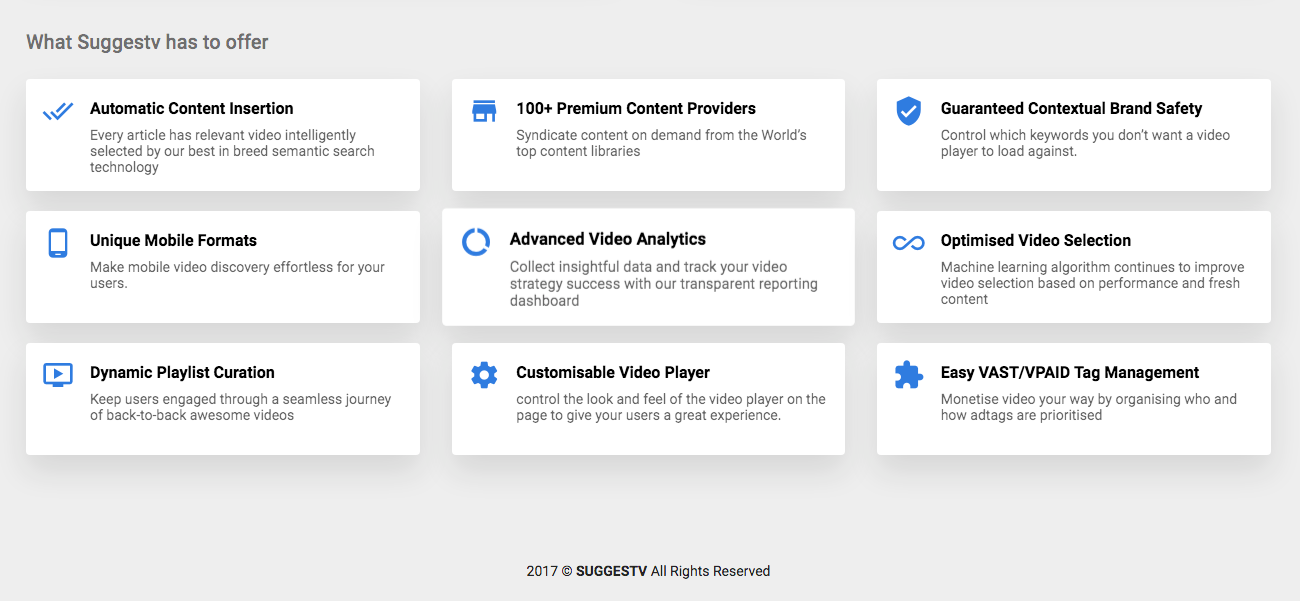 What Suggestv has to offer
Automatic Content Insertion
Every article has relevant video intelligently
selected by our best in breed semantic search
technology
100+ Premium Content Providers
Syndicate content on demand from the World's
top content libraries
Guaranteed Contextual Brand Safety
Control which keywords you don't want a video
player to load against.
Unique Mobile Formats
Make mobile video discovery effortless for your
users.
Advanced Video Analytics
Collect insightful data and track your video
strategy success with our transparent reporting
dashboard
Optimised Video Selection
Machine learning algorithm continues to improve
video selection based on performance and fresh
content
Dynamic Playlist Curation
Keep users engaged through a seamless journey
of back-to-back awesome videos
Customisable Video Player
control the look and feel of the video player on the
page to give your users a great experience.
Easy VAST/VPAID Tag Management
Monetise video your way by organising who and
how adtags are prioritised
2017 © SUGGESTV All Rights Reserved